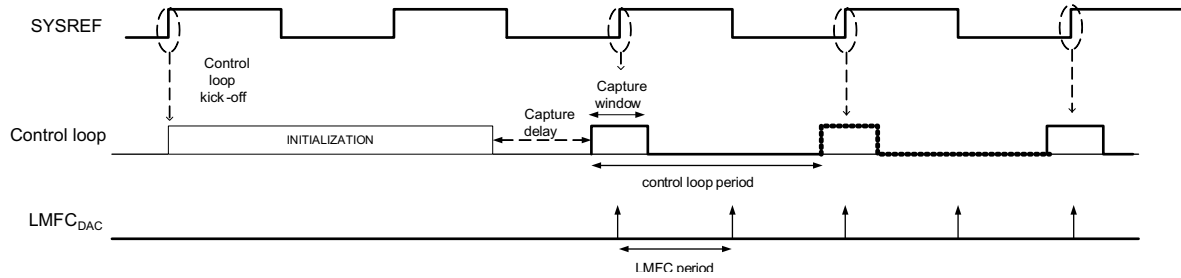 SYSREF
Control
loop
kick-off
Capture
window
Capture
delay
Control loop
INITIALIZATION
control loop period
LMFCDAC
LMFC period